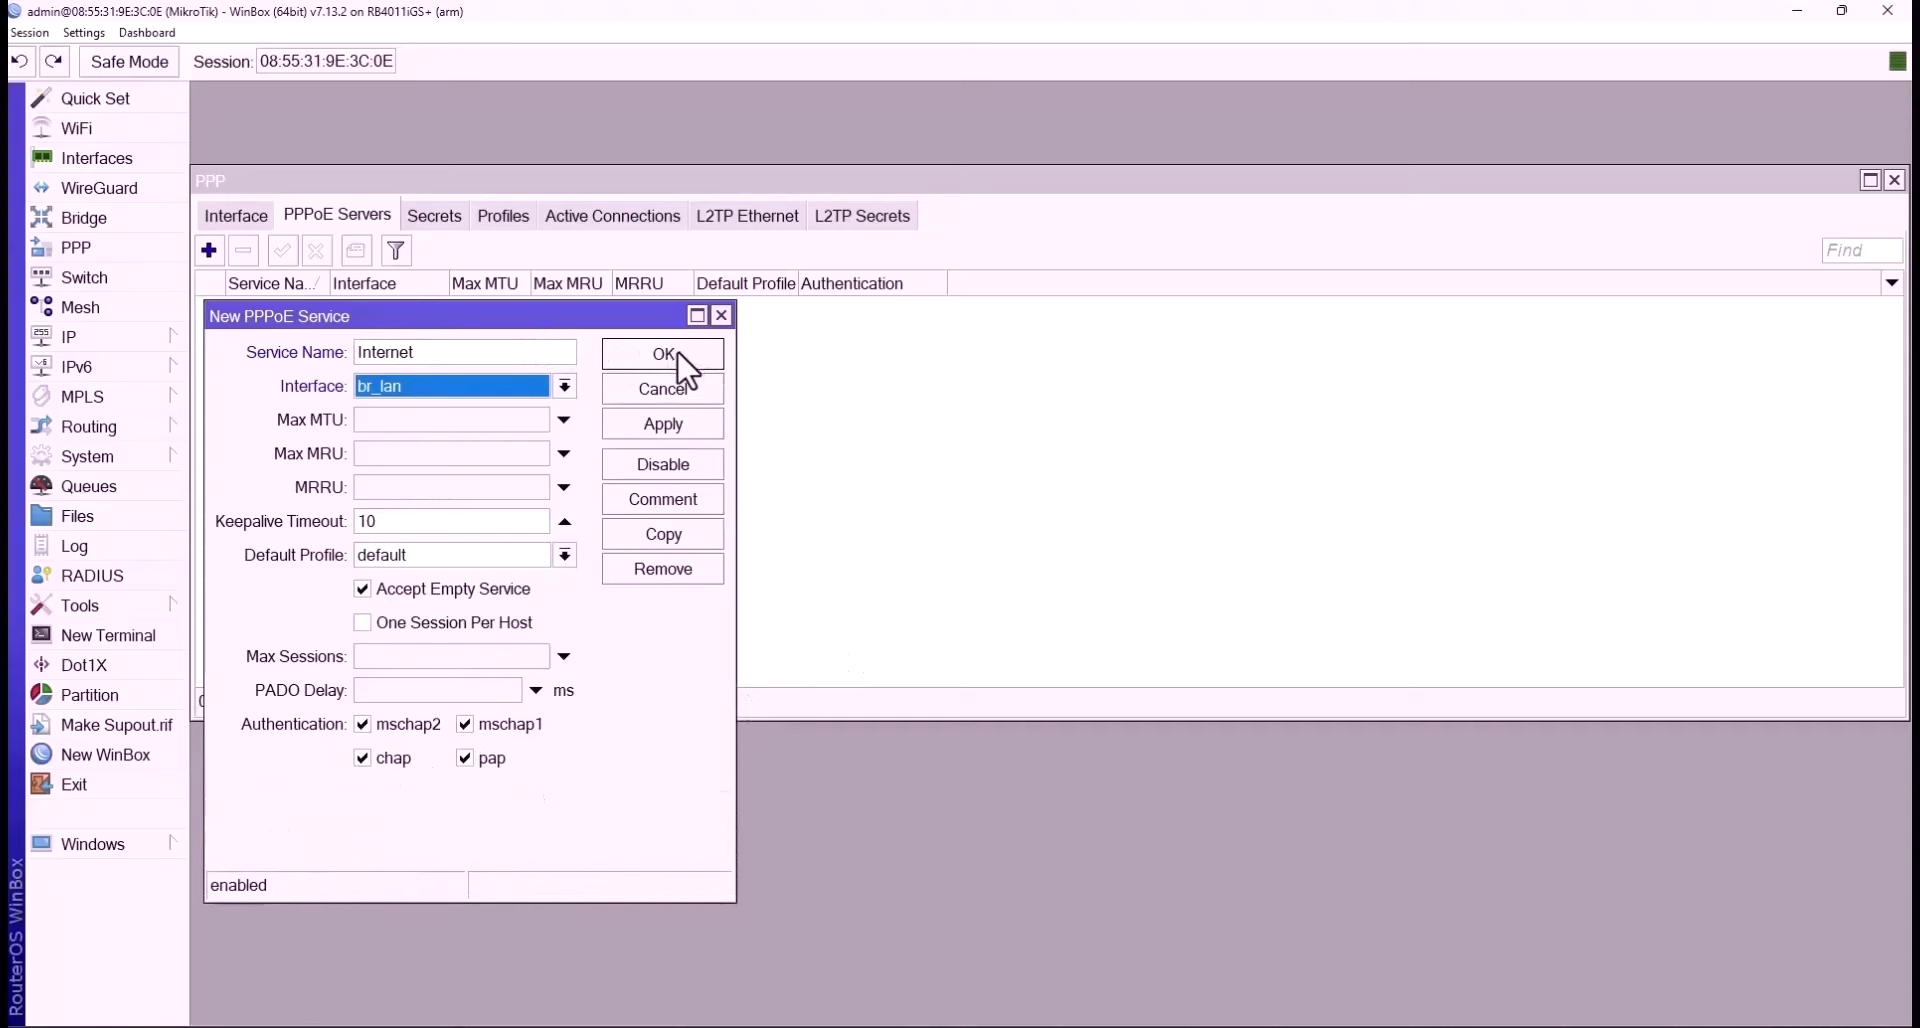 admin@08:55:31:9E:3C:0E (MikroTik) - WinBox (64bit) v7.13.2 on RB4011iGS+ (arm)
Session Settings Dashboard
Safe Mode Session: 08:55:31:9E:3C:0E
Quick Set
WiFi
Interfaces
WireGuard
Bridge
PPP
Switch
Mesh
IP
IPv6
MPLS
Routing
System
Queues
Files
Log
RADIUS
Tools
New Terminal
Dot1X
Partition
Make Supout.rif
New WinBox
Exit
Windows
RouterOS WinBox
PPP
Interface PPPoE Servers Secrets Profiles Active Connections L2TP Ethernet L2TP Secrets
Find
Service Na... Interface Max MTU Max MRU MRRU Default Profile Authentication
New PPPoE Service
Service Name: Internet
Interface: br_lan
Max MTU:
Max MRU:
MRRU:
Keepalive Timeout: 10
Default Profile: default
Accept Empty Service
One Session Per Host
Max Sessions:
PADO Delay: ms
Authentication: mschap2 mschap1
chap pap
OK
Cancel
Apply
Disable
Comment
Copy
Remove
enabled